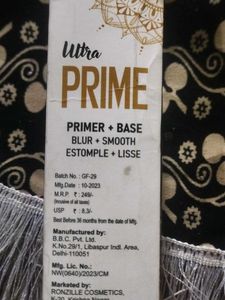 Ultra
PRIME
PRIMER + BASE
BLUR + SMOOTH
ESTOMPLE + LISSE
Batch No. : GF-29
Mfg.Date : 10-2023
M.R.P. : ₹ 249/-
(Inclusive of all taxes)
USP : ₹ 8.3/-
Best Before 36 months from the date of Mfg.
Manufactured by:
B.B.C. Pvt. Ltd.
K.No.29/1, Libaspur Indl. Area,
Delhi-110051
Mfg. Lic. No.:
NW(0640)/2023/CM
Marketed by:
RONZILLE COSMETICS,